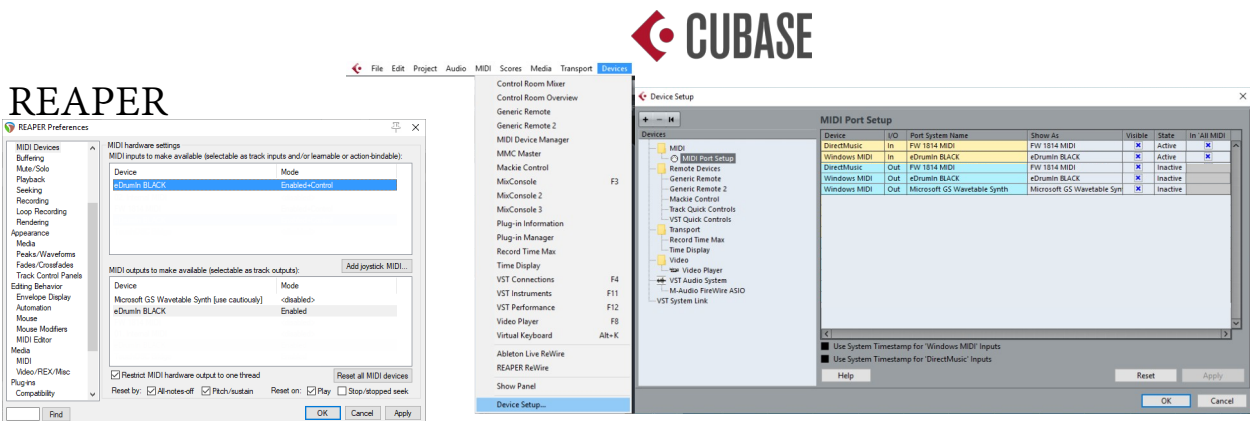 CUBASE
REAPER
REAPER Preferences
MIDI Devices
Buffering
Mute/Solo
Playback
Seeking
Recording
Loop Recording
Rendering
Appearance
Media
Peaks/Waveforms
Fades/Crossfades
Track Control Panels
Editing Behavior
Envelope Display
Automation
Mouse
Mouse Modifiers
MIDI Editor
Media
MIDI
Video/REX/Misc
Plug-ins
Compatibility
Find
MIDI hardware settings
MIDI inputs to make available (selectable as track inputs and/or learnable or action-bindable):
Device Mode
eDrumIn BLACK Enabled+Control
Add joystick MIDI...
MIDI outputs to make available (selectable as track outputs):
Device Mode
Microsoft GS Wavetable Synth [use cautiously] <disabled>
eDrumIn BLACK Enabled
Restrict MIDI hardware output to one thread Reset all MIDI devices
Reset by: All-notes-off Pitch/sustain Reset on: Play Stop/stopped seek
OK Cancel Apply
File Edit Project Audio MIDI Scores Media Transport Devices
Control Room Mixer
Control Room Overview
Generic Remote
Generic Remote 2
MIDI Device Manager
MMC Master
Mackie Control
MixConsole F3
MixConsole 2
MixConsole 3
Plug-in Information
Plug-in Manager
Record Time Max
Time Display
VST Connections F4
VST Instruments F11
VST Performance F12
Video Player F8
Virtual Keyboard Alt+K
Ableton Live ReWire
REAPER ReWire
Show Panel
Device Setup...
Device Setup
Devices
MIDI
MIDI Port Setup
Remote Devices
Generic Remote
Generic Remote 2
Mackie Control
Track Quick Controls
VST Quick Controls
Transport
Record Time Max
Time Display
Video
Video Player
VST Audio System
M-Audio FireWire ASIO
VST System Link
MIDI Port Setup
Device I/O Port System Name Show As Visible State In 'All MIDI
DirectMusic In FW 1814 MIDI FW 1814 MIDI Active
Windows MIDI In eDrumIn BLACK eDrumIn BLACK Active
DirectMusic Out FW 1814 MIDI FW 1814 MIDI Inactive
Windows MIDI Out eDrumIn BLACK eDrumIn BLACK Inactive
Windows MIDI Out Microsoft GS Wavetable Synth Microsoft GS Wavetable Syn Inactive
Use System Timestamp for 'Windows MIDI' Inputs
Use System Timestamp for 'DirectMusic' Inputs
Help Reset Apply
OK Cancel